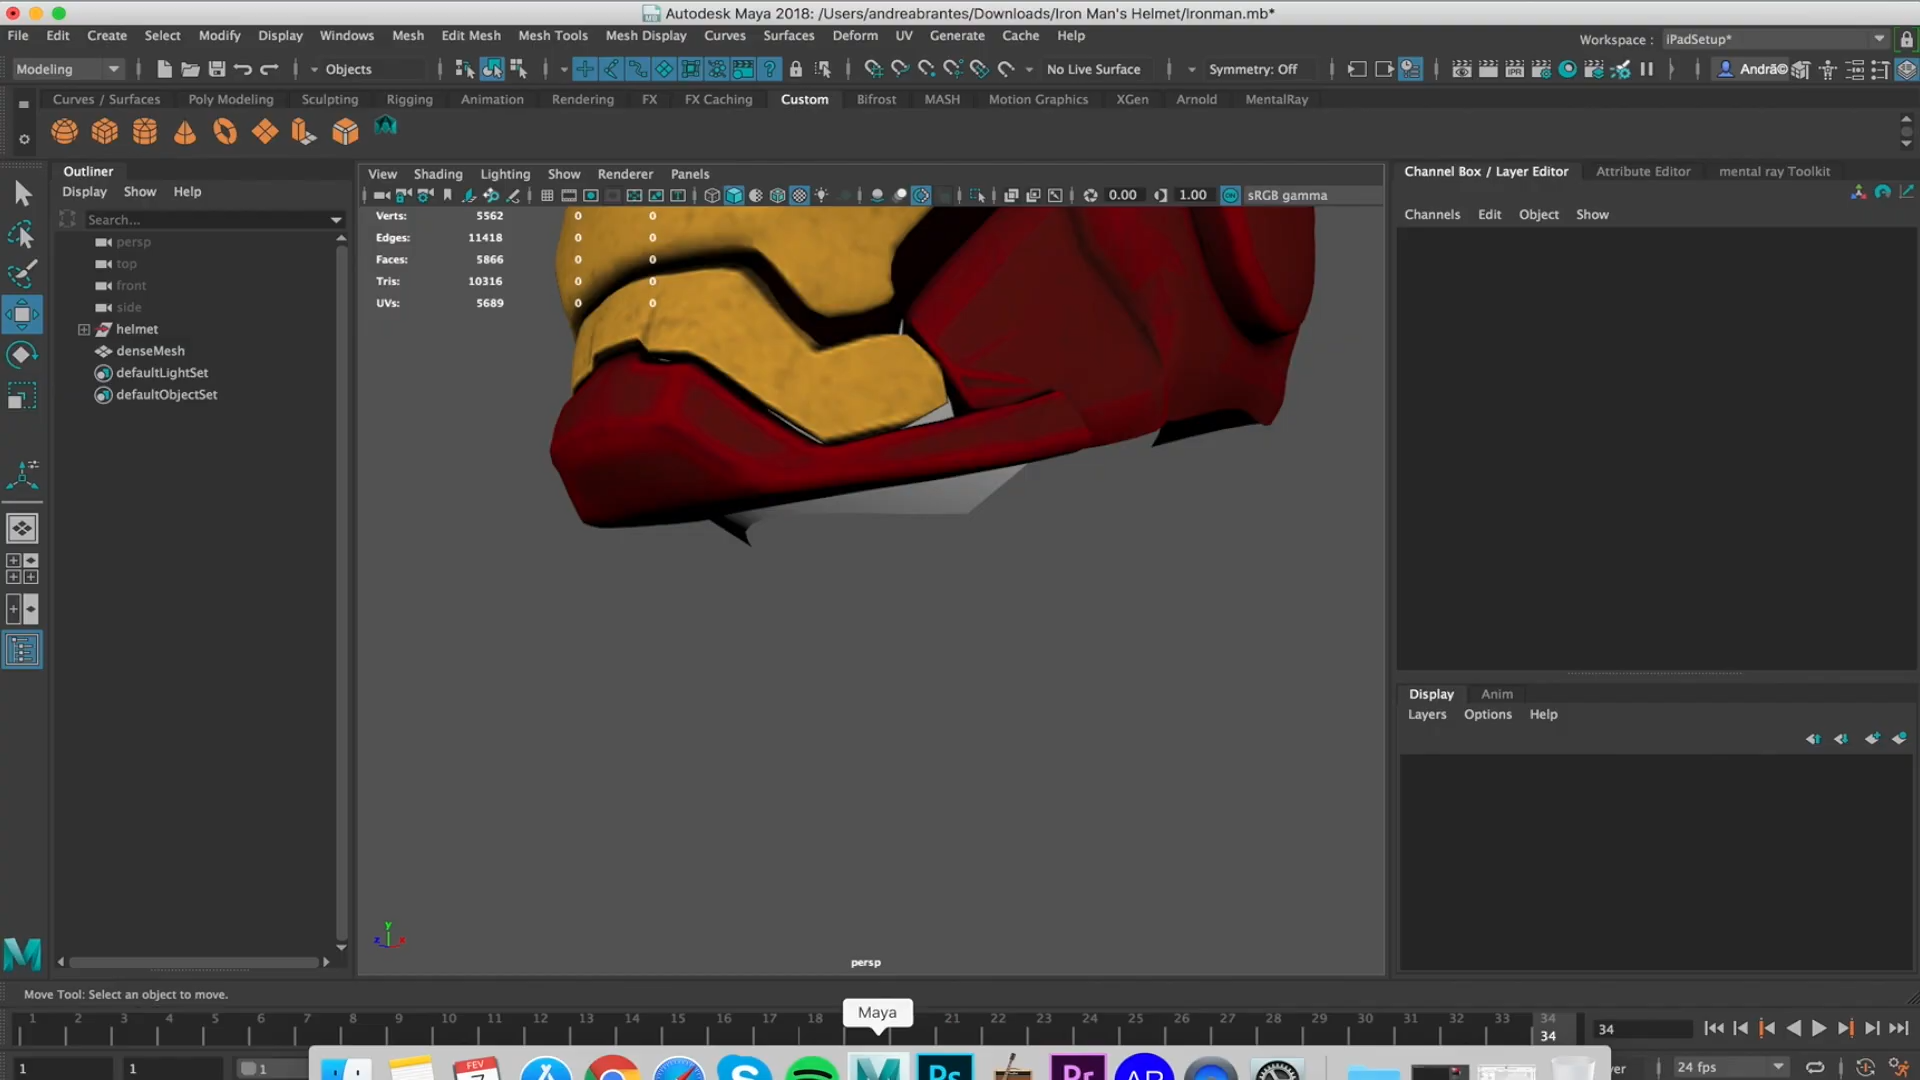 Autodesk Maya 2018: /Users/andreabrantes/Downloads/Iron Man's Helmet/Ironman.mb*
File Edit Create Select Modify Display Windows Mesh Edit Mesh Mesh Tools Mesh Display Curves Surfaces Deform UV Generate Cache Help
Workspace : iPadSetup*
Modeling Objects No Live Surface Symmetry: Off Andrã©
Curves / Surfaces Poly Modeling Sculpting Rigging Animation Rendering FX FX Caching Custom Bifrost MASH Motion Graphics XGen Arnold MentalRay
Outliner
Display Show Help
Search...
persp
top
front
side
helmet
denseMesh
defaultLightSet
defaultObjectSet
View Shading Lighting Show Renderer Panels
0.00 1.00 sRGB gamma
Verts: 5562 0 0
Edges: 11418 0 0
Faces: 5866 0 0
Tris: 10316 0 0
UVs: 5689 0 0
persp
Channel Box / Layer Editor Attribute Editor mental ray Toolkit
Channels Edit Object Show
Display Anim
Layers Options Help
Move Tool: Select an object to move.
Maya
1 2 3 4 5 6 7 8 9 10 11 12 13 14 15 16 17 18 21 22 23 24 25 26 27 28 29 30 31 32 33 34
34 34
1 1 1
FEV
Ps Pr AR
24 fps